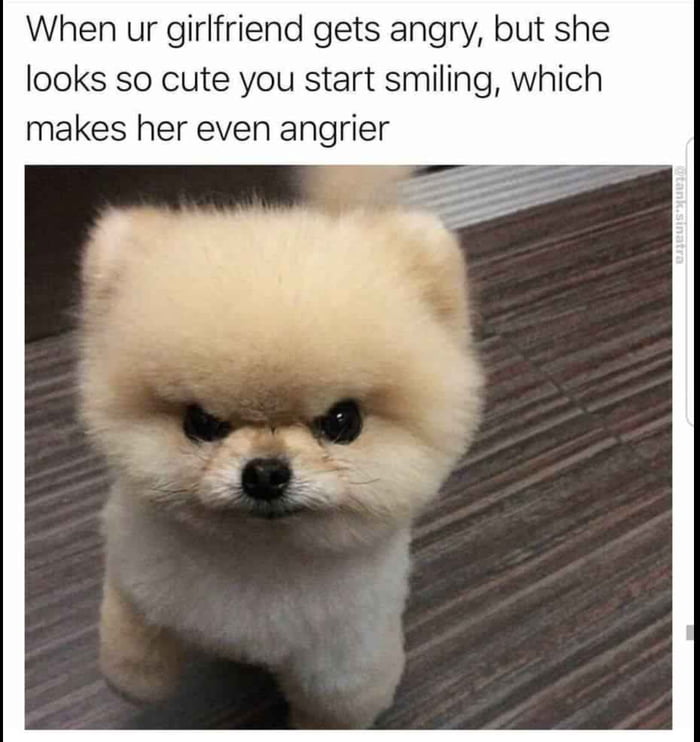 When ur girlfriend gets angry, but she
looks so cute you start smiling, which
makes her even angrier
@tank.sinatra